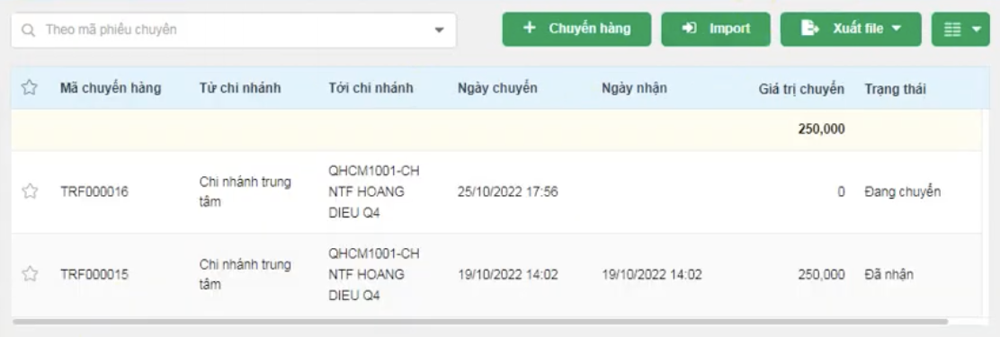 Theo mã phiếu chuyển
Chuyển hàng
Import
Xuất file
Mã chuyển hàng Từ chi nhánh Tới chi nhánh Ngày chuyển Ngày nhận Giá trị chuyển Trạng thái
250,000
TRF000016
Chi nhánh trung
tâm
QHCM1001-CH
NTF HOANG
DIEU Q4
25/10/2022 17:56
0
Đang chuyển
TRF000015
Chi nhánh trung
tâm
QHCM1001-CH
NTF HOANG
DIEU Q4
19/10/2022 14:02
19/10/2022 14:02
250,000
Đã nhận